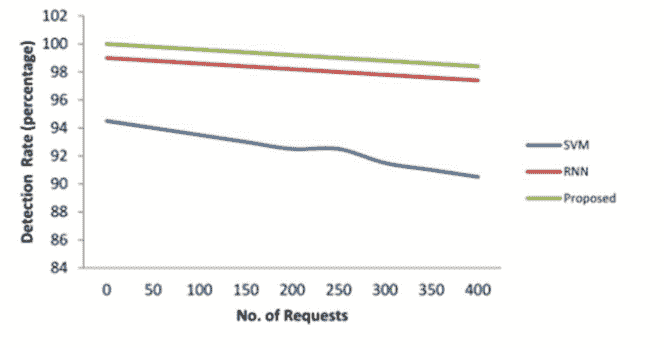 102
100
98
96
94
92
90
88
86
84
Detection Rate (percentage)
0 50 100 150 200 250 300 350 400
No. of Requests
SVM
RNN
Proposed